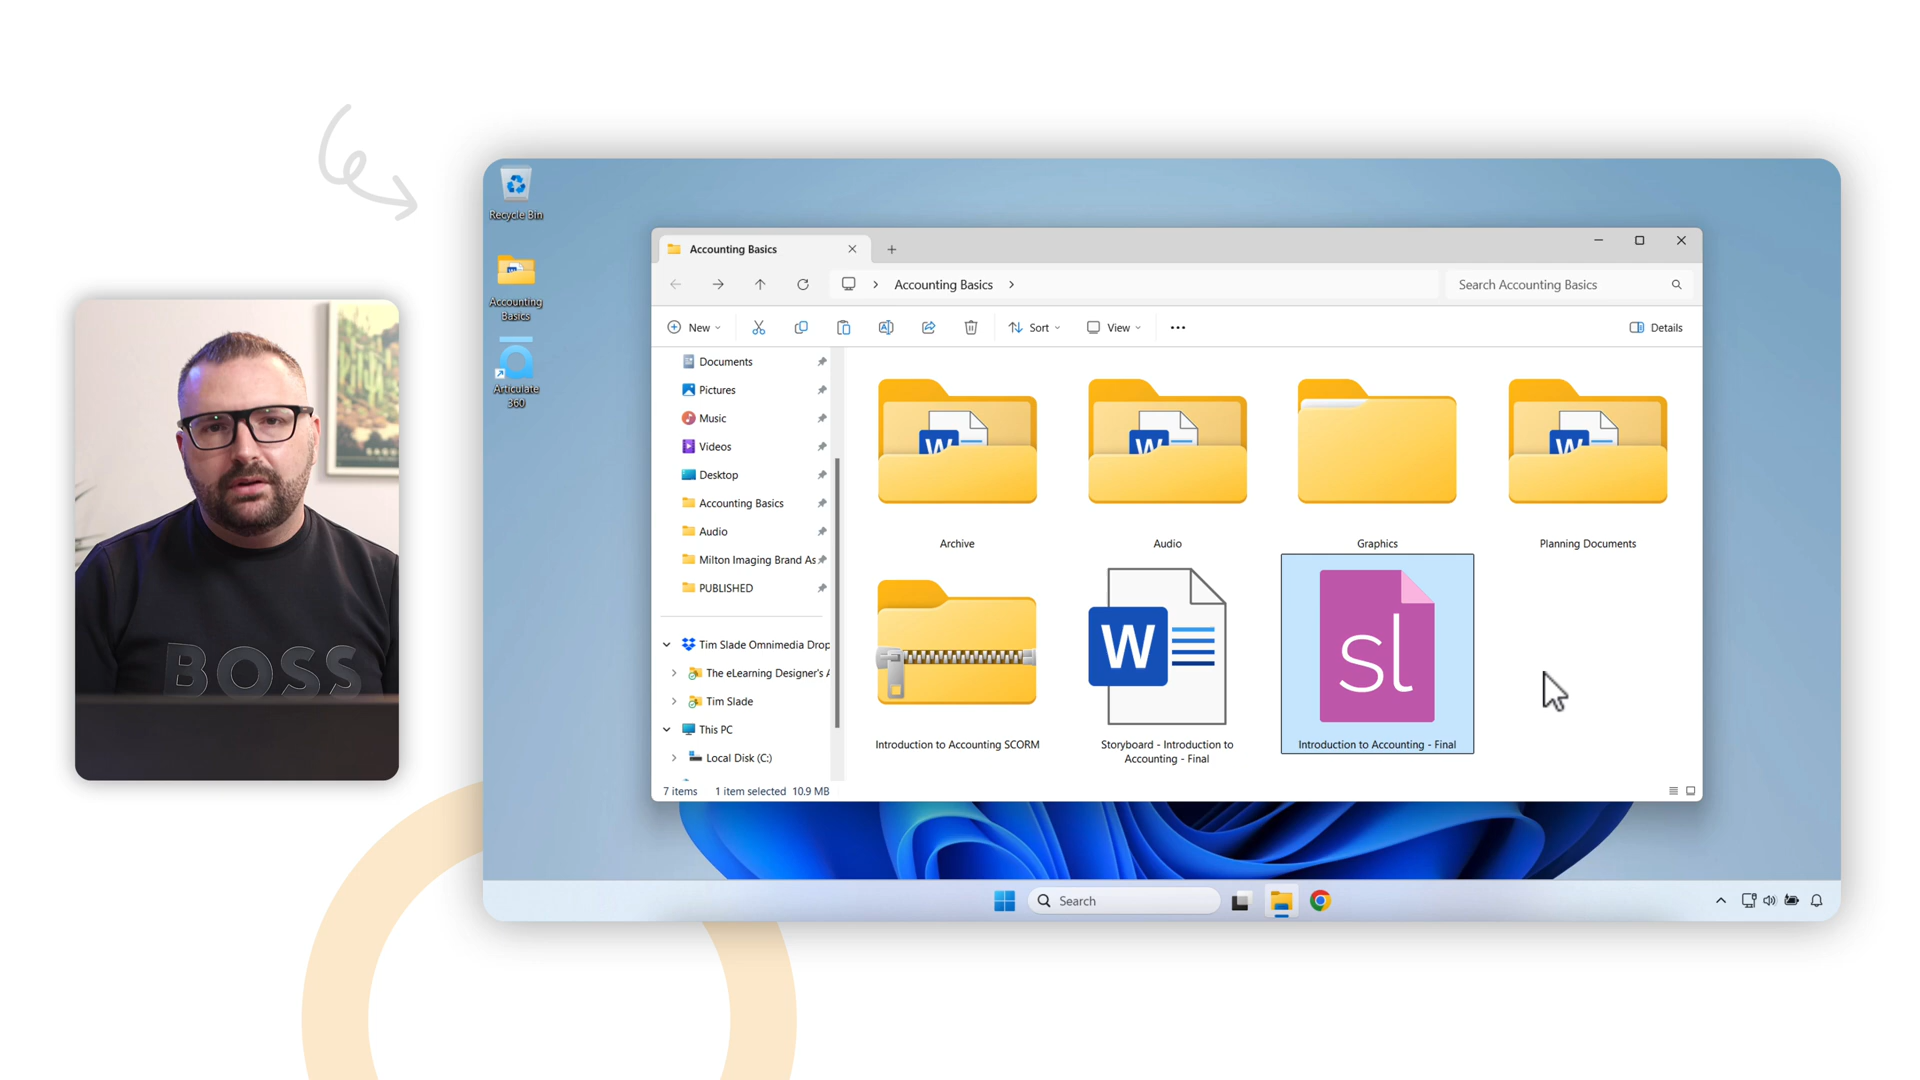 Recycle Bin
Accounting
Basics
Articulate
360
Accounting Basics
Accounting Basics
Search Accounting Basics
New
Sort
View
Details
Documents
Pictures
Music
Videos
Desktop
Accounting Basics
Audio
Milton Imaging Brand As
PUBLISHED
Tim Slade Omnimedia Drop
The eLearning Designer's A
Tim Slade
This PC
Local Disk (C:)
Archive
Audio
Graphics
Planning Documents
W
sl
Introduction to Accounting SCORM
Storyboard - Introduction to
Accounting - Final
Introduction to Accounting - Final
7 items 1 item selected 10.9 MB
Search
BOSS